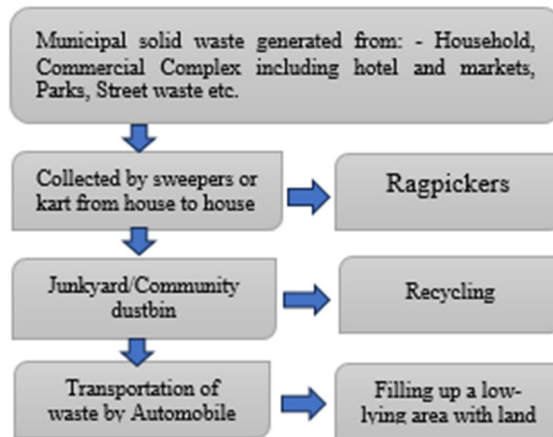 Municipal solid waste generated from: - Household,
Commercial Complex including hotel and markets,
Parks, Street waste etc.
Collected by sweepers or
kart from house to house
Ragpickers
Junkyard/Community
dustbin
Recycling
Transportation of
waste by Automobile
Filling up a low-
lying area with land